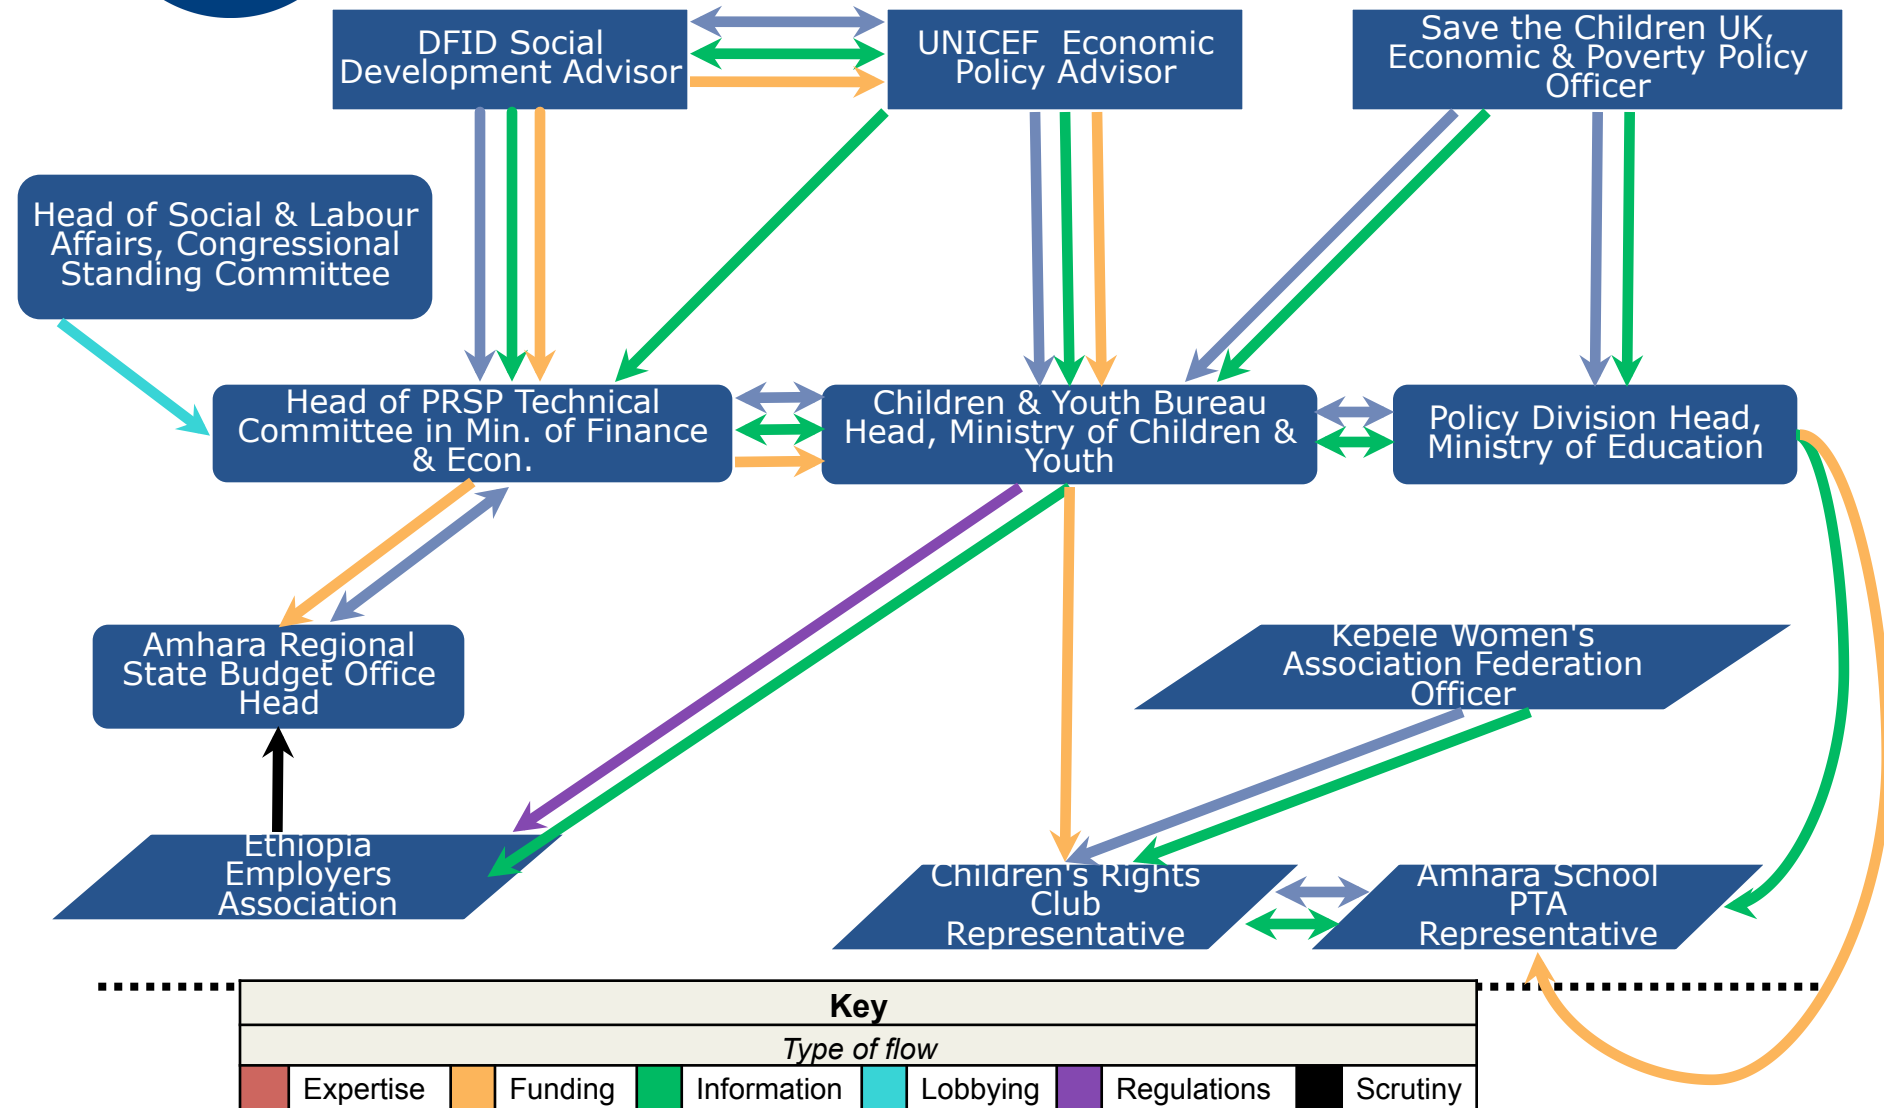 DFID Social
Development Advisor
UNICEF Economic
Policy Advisor
Save the Children UK,
Economic & Poverty Policy
Officer
Head of Social & Labour
Affairs, Congressional
Standing Committee
Head of PRSP Technical
Committee in Min. of Finance
& Econ.
Children & Youth Bureau
Head, Ministry of Children &
Youth
Policy Division Head,
Ministry of Education
Amhara Regional
State Budget Office
Head
Kebele Women's
Association Federation
Officer
Ethiopia
Employers
Association
Children's Rights
Club
Representative
Amhara School
PTA
Representative
Key
Type of flow
Expertise
Funding
Information
Lobbying
Regulations
Scrutiny